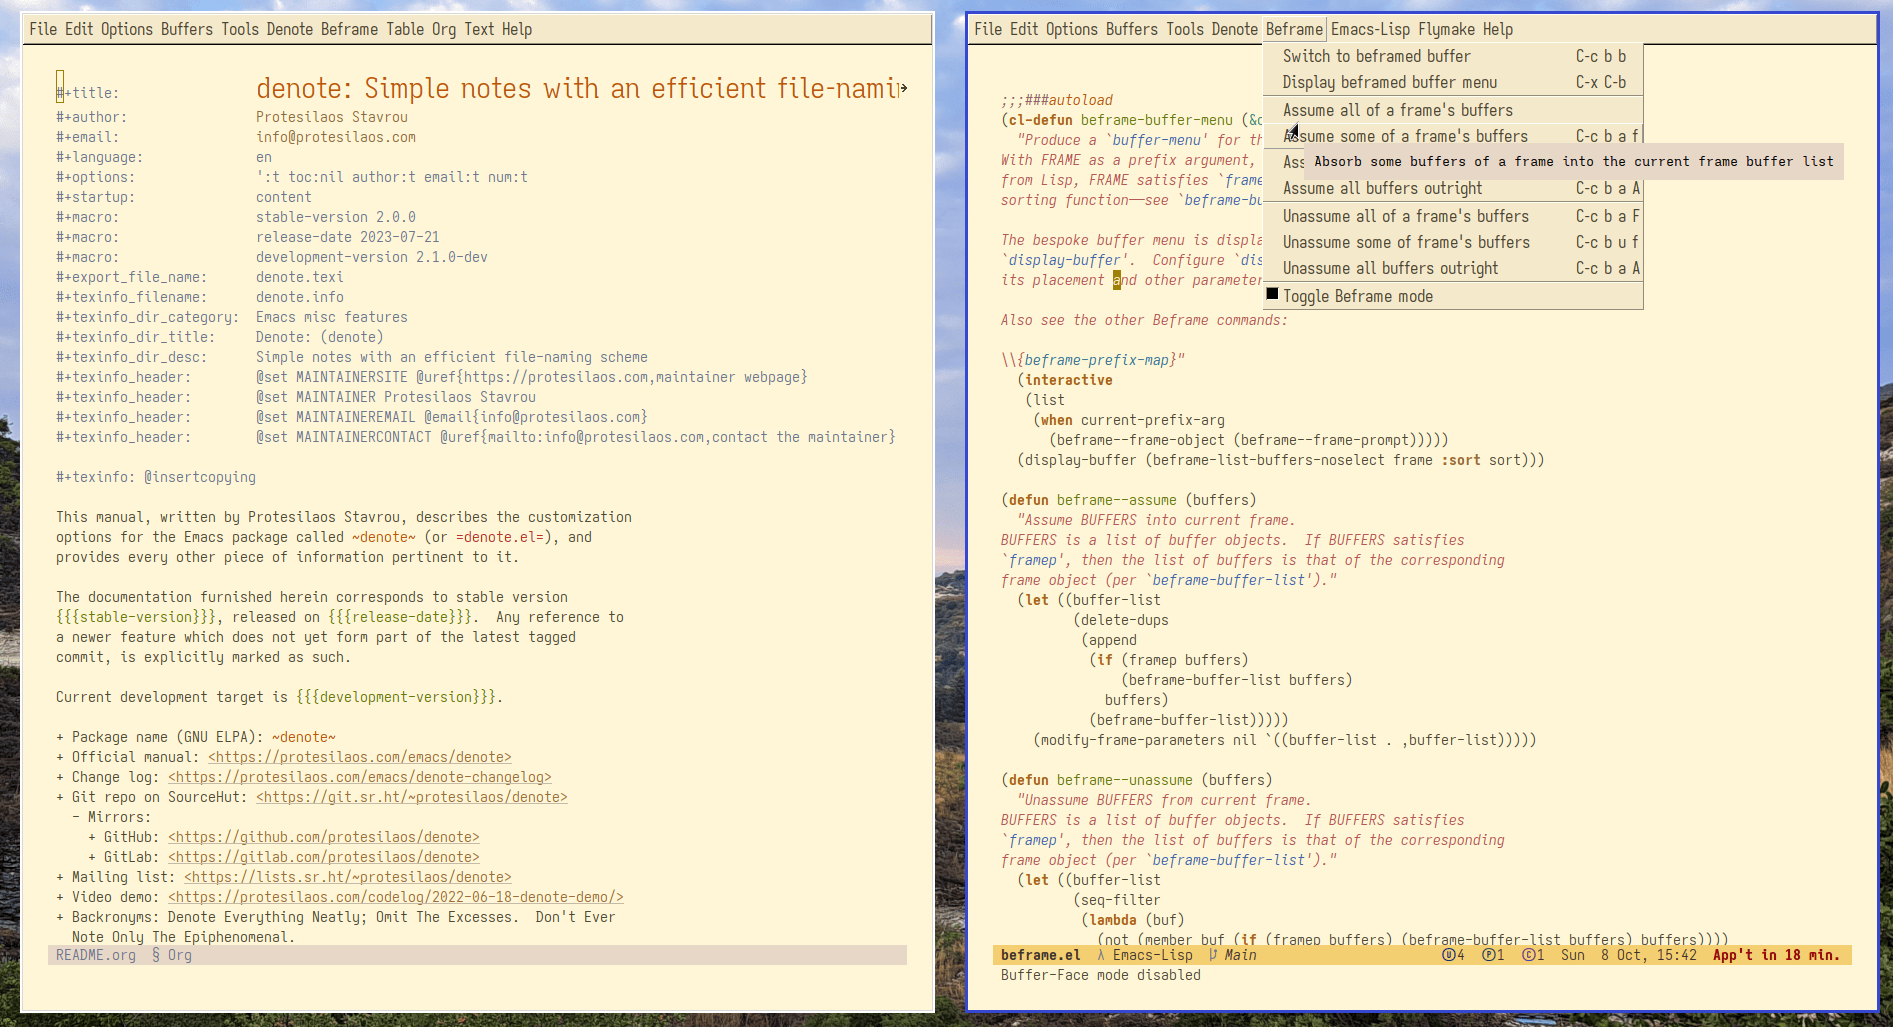 File Edit Options Buffers Tools Denote Beframe Table Org Text Help
#+title: denote: Simple notes with an efficient file-nami
#+author: Protesilaos Stavrou
#+email: info@protesilaos.com
#+language: en
#+options: ':t toc:nil author:t email:t num:t
#+startup: content
#+macro: stable-version 2.0.0
#+macro: release-date 2023-07-21
#+macro: development-version 2.1.0-dev
#+export_file_name: denote.texi
#+texinfo_filename: denote.info
#+texinfo_dir_category: Emacs misc features
#+texinfo_dir_title: Denote: (denote)
#+texinfo_dir_desc: Simple notes with an efficient file-naming scheme
#+texinfo_header: @set MAINTAINERSITE @uref{https://protesilaos.com,maintainer webpage}
#+texinfo_header: @set MAINTAINER Protesilaos Stavrou
#+texinfo_header: @set MAINTAINEREMAIL @email{info@protesilaos.com}
#+texinfo_header: @set MAINTAINERCONTACT @uref{mailto:info@protesilaos.com,contact the maintainer}
#+texinfo: @insertcopying
This manual, written by Protesilaos Stavrou, describes the customization
options for the Emacs package called ~denote~ (or =denote.el=), and
provides every other piece of information pertinent to it.
The documentation furnished herein corresponds to stable version
{{{stable-version}}}, released on {{{release-date}}}.  Any reference to
a newer feature which does not yet form part of the latest tagged
commit, is explicitly marked as such.
Current development target is {{{development-version}}}.
+ Package name (GNU ELPA): ~denote~
+ Official manual: <https://protesilaos.com/emacs/denote>
+ Change log: <https://protesilaos.com/emacs/denote-changelog>
+ Git repo on SourceHut: <https://git.sr.ht/~protesilaos/denote>
- Mirrors:
+ GitHub: <https://github.com/protesilaos/denote>
+ GitLab: <https://gitlab.com/protesilaos/denote>
+ Mailing list: <https://lists.sr.ht/~protesilaos/denote>
+ Video demo: <https://protesilaos.com/codelog/2022-06-18-denote-demo/>
+ Backronyms: Denote Everything Neatly; Omit The Excesses.  Don't Ever
Note Only The Epiphenomenal.
README.org § Org
File Edit Options Buffers Tools Denote Beframe Emacs-Lisp Flymake Help
Switch to beframed buffer C-c b b
Display beframed buffer menu C-x C-b
Assume all of a frame's buffers
Assume some of a frame's buffers C-c b a f
Ass
Absorb some buffers of a frame into the current frame buffer list
Assume all buffers outright C-c b a A
Unassume all of a frame's buffers C-c b a F
Unassume some of frame's buffers C-c b u f
Unassume all buffers outright C-c b a A
Toggle Beframe mode
;;;###autoload
(cl-defun beframe-buffer-menu (&
"Produce a `buffer-menu' for th
With FRAME as a prefix argument,
from Lisp, FRAME satisfies `frame
sorting function——see `beframe-bu
The bespoke buffer menu is displa
`display-buffer'.  Configure `dis
its placement and other parameter
Also see the other Beframe commands:
\\{beframe-prefix-map}"
(interactive
(list
(when current-prefix-arg
(beframe--frame-object (beframe--frame-prompt)))))
(display-buffer (beframe-list-buffers-noselect frame :sort sort)))
(defun beframe--assume (buffers)
"Assume BUFFERS into current frame.
BUFFERS is a list of buffer objects.  If BUFFERS satisfies
`framep', then the list of buffers is that of the corresponding
frame object (per `beframe-buffer-list')."
(let ((buffer-list
(delete-dups
(append
(if (framep buffers)
(beframe-buffer-list buffers)
buffers)
(beframe-buffer-list)))))
(modify-frame-parameters nil `((buffer-list . ,buffer-list)))))
(defun beframe--unassume (buffers)
"Unassume BUFFERS from current frame.
BUFFERS is a list of buffer objects.  If BUFFERS satisfies
`framep', then the list of buffers is that of the corresponding
frame object (per `beframe-buffer-list')."
(let ((buffer-list
(seq-filter
(lambda (buf)
(not (member buf (if (framep buffers) (beframe-buffer-list buffers) buffers))))
beframe.el λ Emacs-Lisp Main Ⓤ4 Ⓟ1 Ⓒ1 Sun  8 Oct, 15:42 App't in 18 min.
Buffer-Face mode disabled